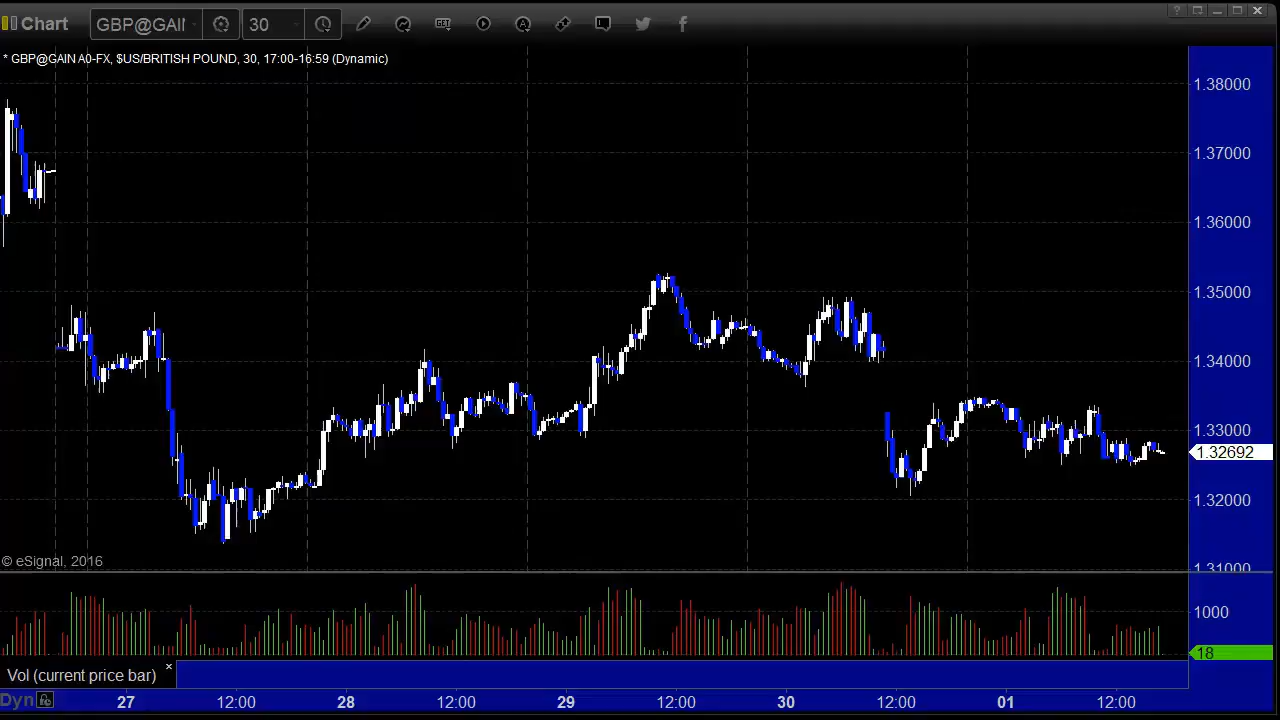 Chart GBP@GAIN 30 GET A
* GBP@GAIN A0-FX, $US/BRITISH POUND, 30, 17:00-16:59 (Dynamic)
1.38000
1.37000
1.36000
1.35000
1.34000
1.33000
1.32692
1.32000
1.31000
© eSignal, 2016
1000
18
Vol (current price bar)
Dyn 27 12:00 28 12:00 29 12:00 30 12:00 01 12:00